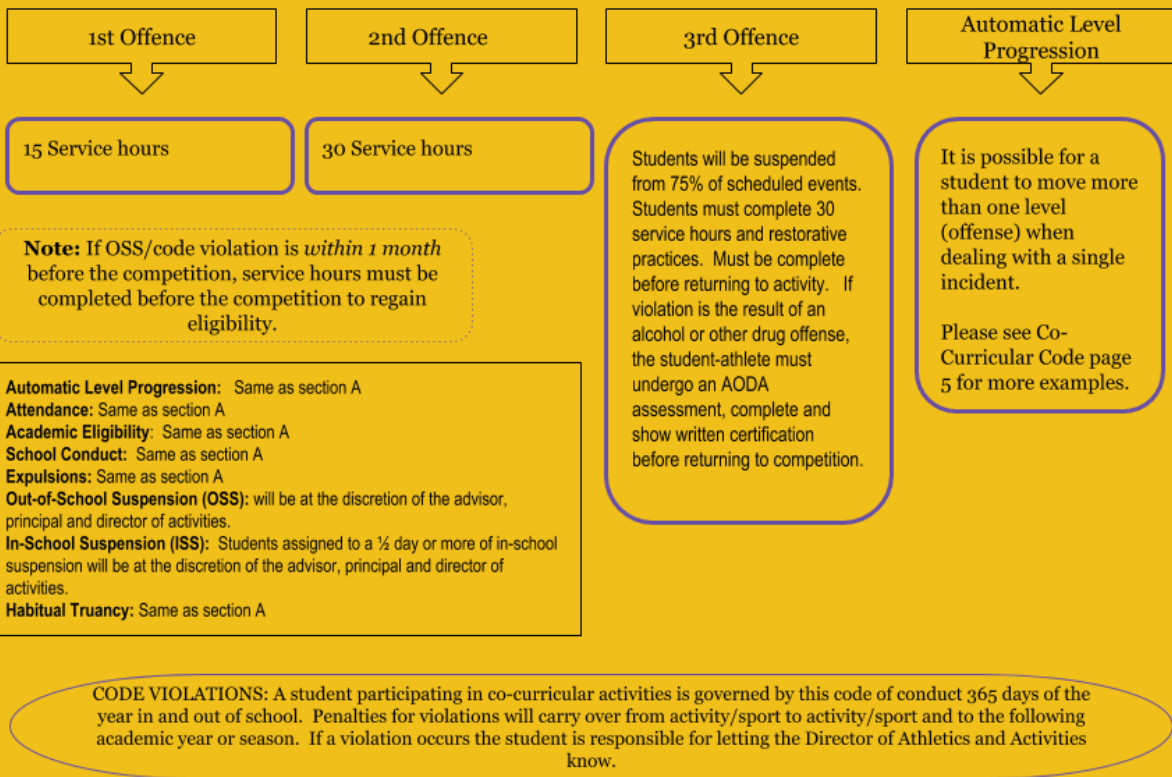 1st Offence
2nd Offence
3rd Offence
Automatic Level
Progression
15 Service hours
30 Service hours
Students will be suspended
from 75% of scheduled events.
Students must complete 30
service hours and restorative
practices. Must be complete
before returning to activity. If
violation is the result of an
alcohol or other drug offense,
the student-athlete must
undergo an AODA
assessment, complete and
show written certification
before returning to competition.
It is possible for a
student to move more
than one level
(offense) when
dealing with a single
incident.
Please see Co-
Curricular Code page
5 for more examples.
Note: If OSS/code violation is within 1 month
before the competition, service hours must be
completed before the competition to regain
eligibility.
Automatic Level Progression: Same as section A
Attendance: Same as section A
Academic Eligibility: Same as section A
School Conduct: Same as section A
Expulsions: Same as section A
Out-of-School Suspension (OSS): will be at the discretion of the advisor,
principal and director of activities.
In-School Suspension (ISS): Students assigned to a ½ day or more of in-school
suspension will be at the discretion of the advisor, principal and director of
activities.
Habitual Truancy: Same as section A
CODE VIOLATIONS: A student participating in co-curricular activities is governed by this code of conduct 365 days of the
year in and out of school. Penalties for violations will carry over from activity/sport to activity/sport and to the following
academic year or season. If a violation occurs the student is responsible for letting the Director of Athletics and Activities
know.